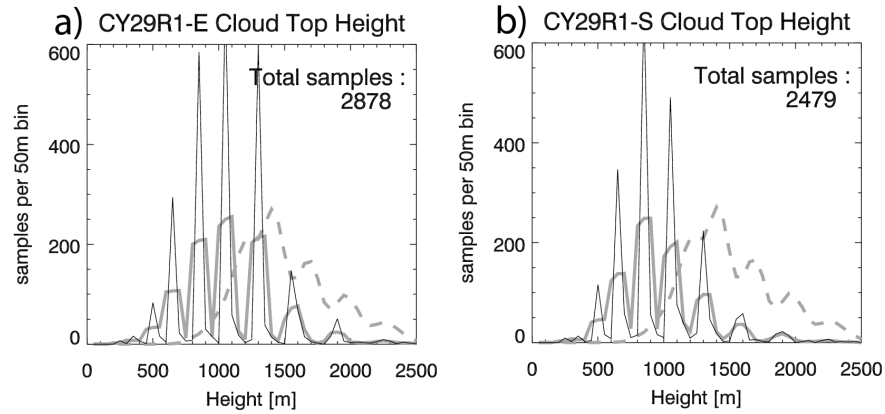 a) CY29R1-E Cloud Top Height
Total samples :
2878
600
400
200
0
samples per 50m bin
0 500 1000 1500 2000 2500
Height [m]
b) CY29R1-S Cloud Top Height
Total samples :
2479
600
400
200
0
samples per 50m bin
0 500 1000 1500 2000 2500
Height [m]